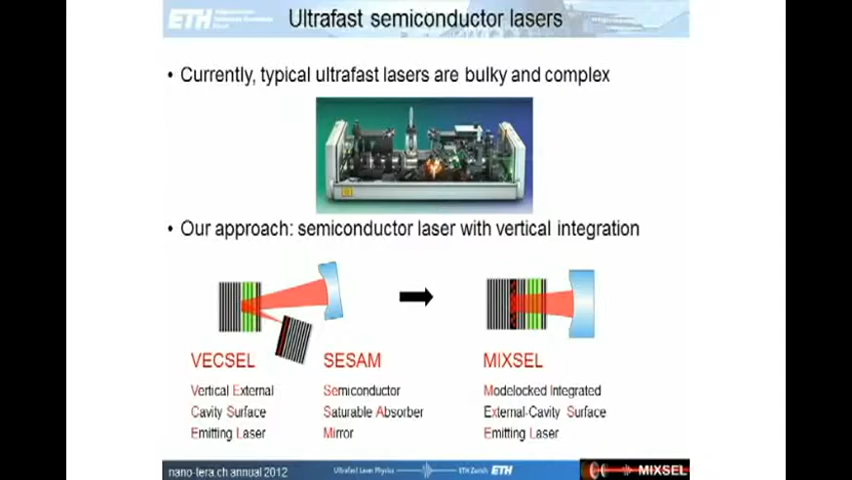 ETH
Ultrafast semiconductor lasers
• Currently, typical ultrafast lasers are bulky and complex
• Our approach: semiconductor laser with vertical integration
VECSEL
Vertical External
Cavity Surface
Emitting Laser
SESAM
Semiconductor
Saturable Absorber
Mirror
MIXSEL
Modelocked Integrated
External-Cavity Surface
Emitting Laser
nano-tera.ch annual 2012
Ultrafast Laser Physics
ETH Zurich ETH
MIXSEL